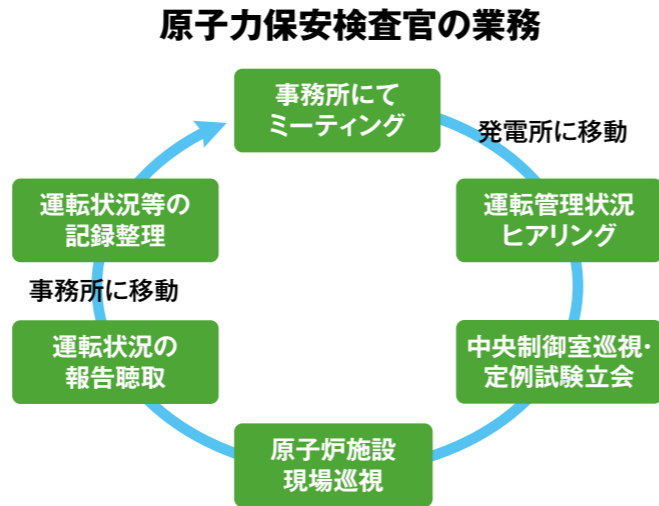 原子力保安検査官の業務
事務所にて
ミーティング
発電所に移動
運転管理状況
ヒアリング
中央制御室巡視・
定例試験立会
原子炉施設
現場巡視
運転状況の
報告聴取
事務所に移動
運転状況等の
記録整理